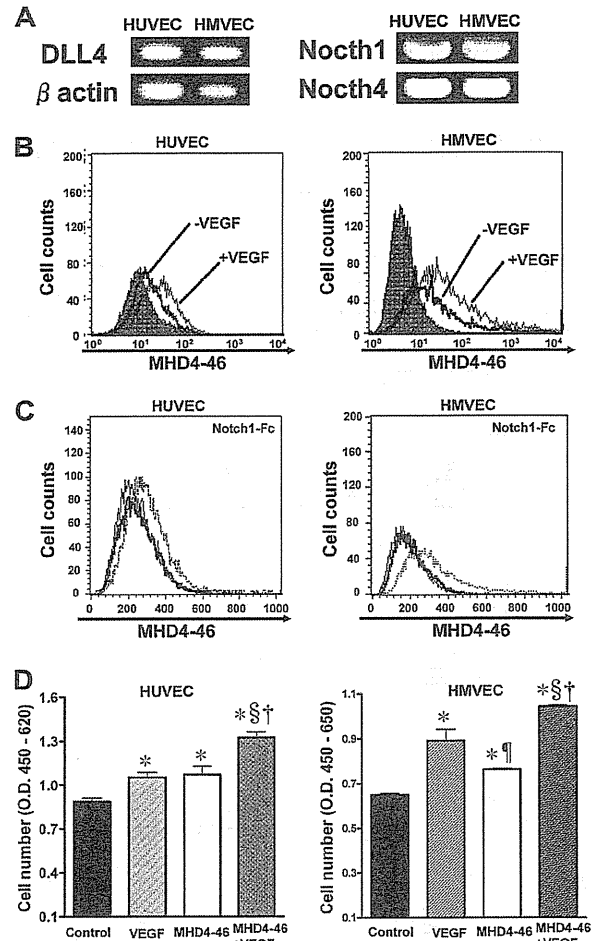 A
HUVEC HMVEC
DLL4
β actin
HUVEC HMVEC
Nocth1
Nocth4
B
HUVEC
Cell counts
200
160
120
80
40
0
-VEGF
+VEGF
10⁰ 10¹ 10² 10³ 10⁴
MHD4-46
HMVEC
Cell counts
200
160
120
80
40
0
-VEGF
+VEGF
10⁰ 10¹ 10² 10³ 10⁴
MHD4-46
C
HUVEC
Notch1-Fc
Cell counts
140
120
100
80
60
40
20
0
0 200 400 600 800 1000
MHD4-46
HMVEC
Notch1-Fc
Cell counts
200
160
120
80
40
0
0 200 400 600 800 1000
MHD4-46
D
HUVEC
Cell number (O.D. 450 - 620)
1.6
1.3
1.0
0.7
0.4
0.1
*
*
*§†
Control VEGF MHD4-46 MHD4-46
HMVEC
Cell number (O.D. 450 - 650)
1.1
0.9
0.7
0.5
0.3
0.1
*
*¶
*§†
Control VEGF MHD4-46 MHD4-46